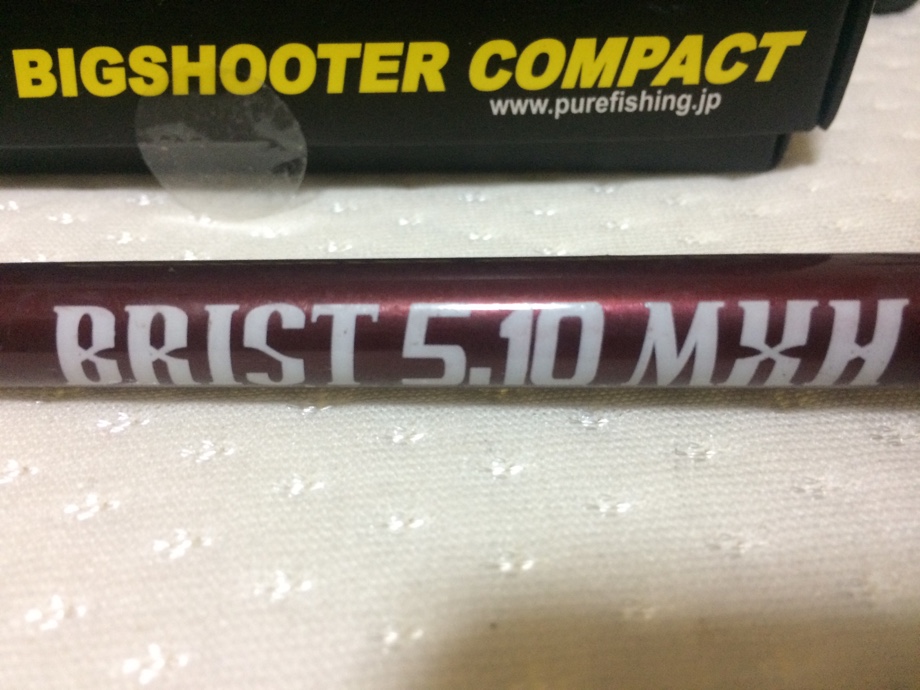 BIGSHOOTER COMPACT
www.purefishing.jp
BRIST 5.10 MXH